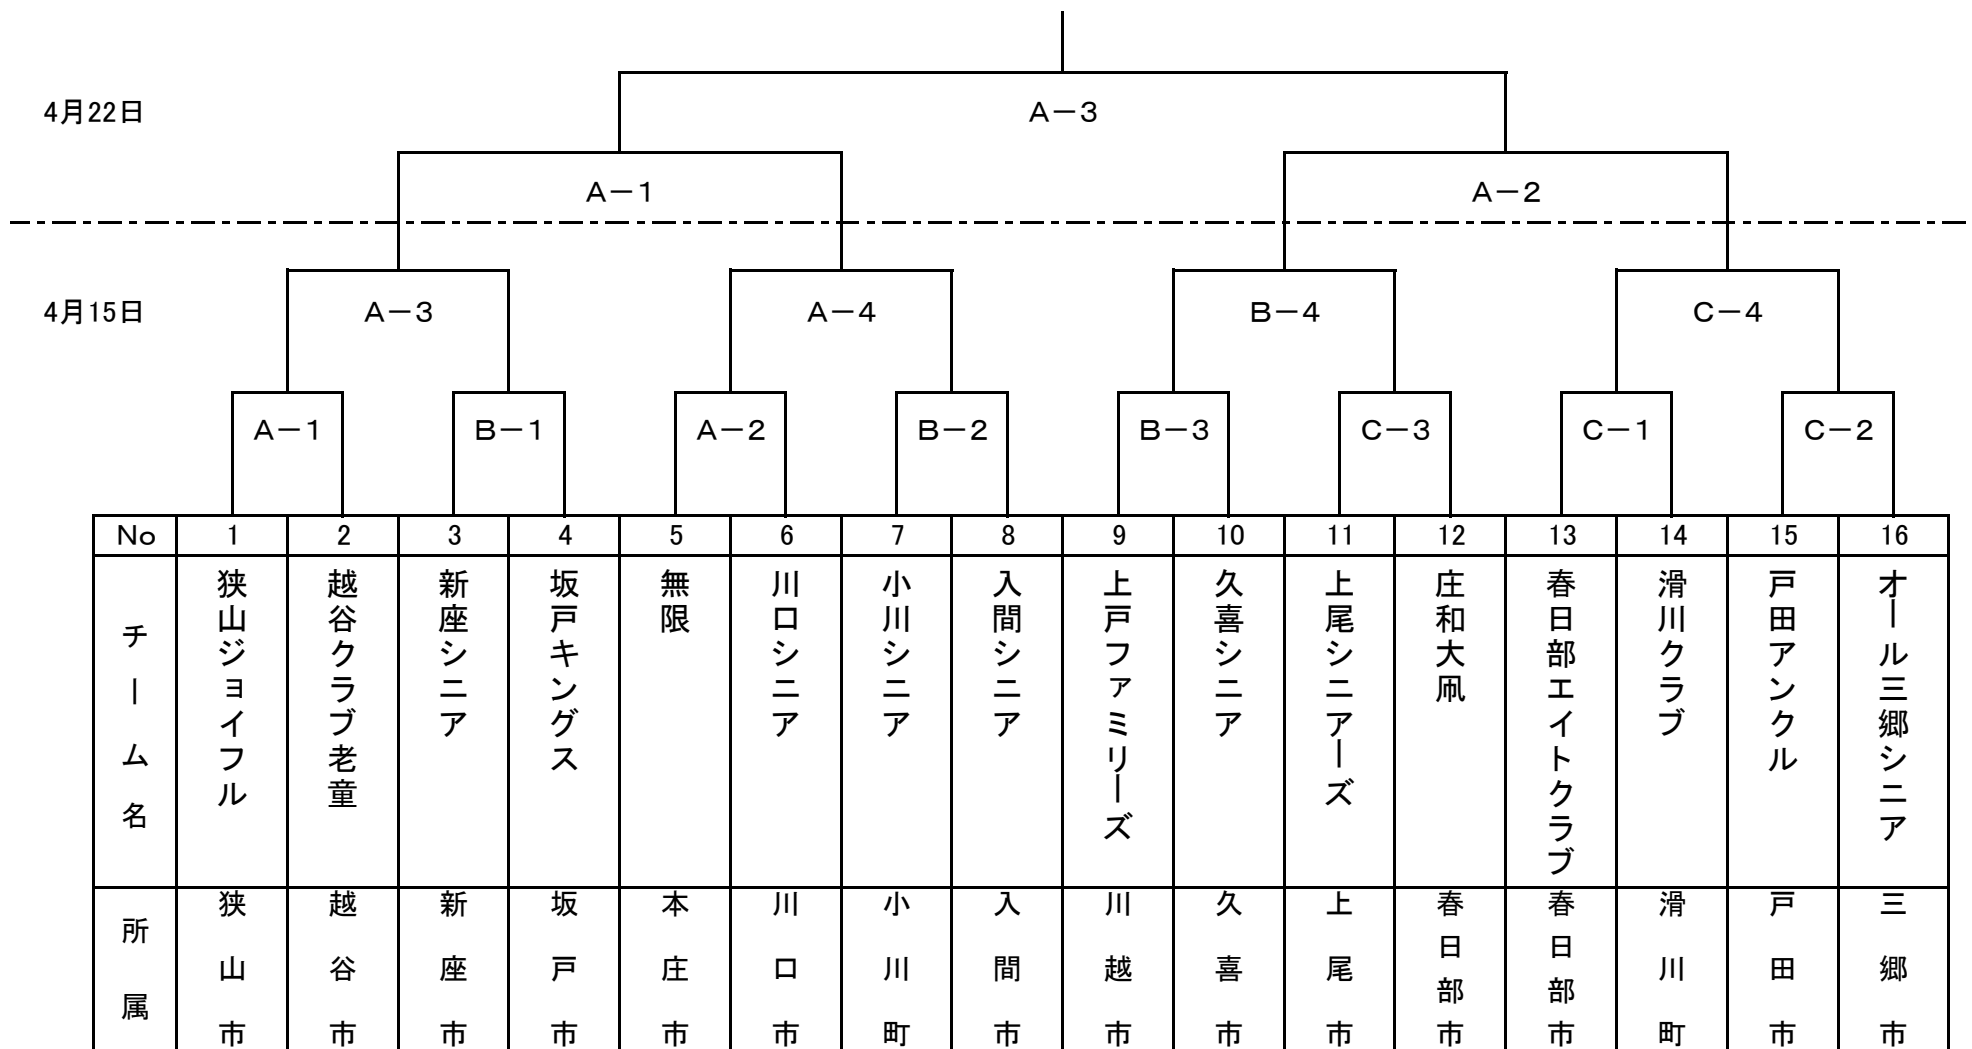 4月22日
A－3
A－1
A－2
4月15日
A－3
A－4
B－4
C－4
A－1
B－1
A－2
B－2
B－3
C－3
C－1
C－2
No 1 2 3 4 5 6 7 8 9 10 11 12 13 14 15 16
チーム名
狭山ジョイフル
越谷クラブ老童
新座シニア
坂戸キングス
無限
川口シニア
小川シニア
入間シニア
上戸ファミリーズ
久喜シニア
上尾シニアーズ
庄和大凧
春日部エイトクラブ
滑川クラブ
戸田アンクル
オール三郷シニア
所属
狭山市
越谷市
新座市
坂戸市
本庄市
川口市
小川町
入間市
川越市
久喜市
上尾市
春日部市
春日部市
滑川町
戸田市
三郷市